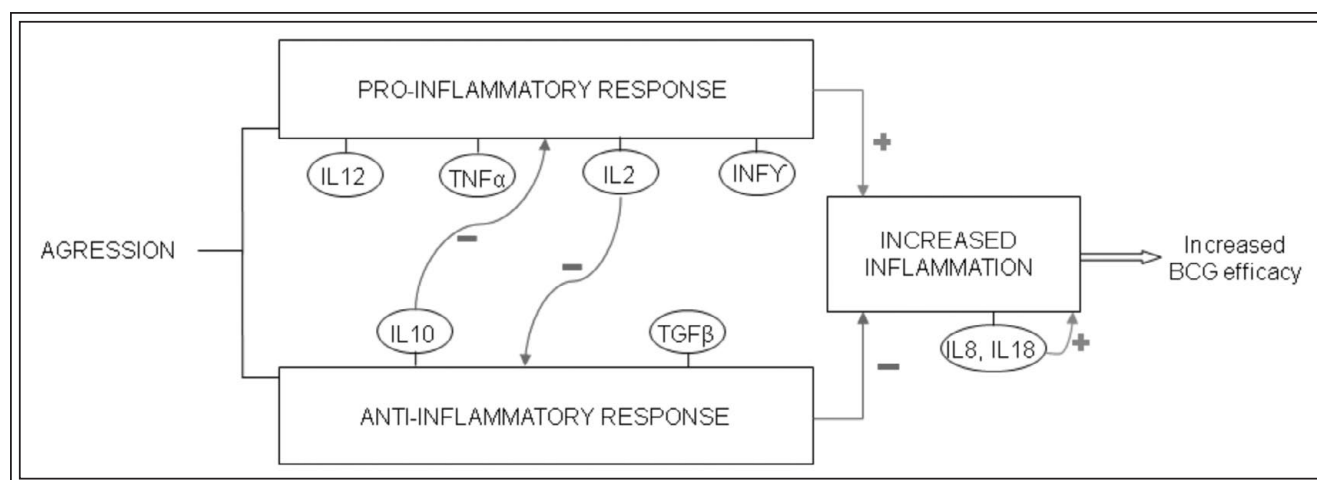 PRO-INFLAMMATORY RESPONSE
IL12
TNFα
IL2
INFϒ
+
−
−
AGRESSION
INCREASED
INFLAMMATION
Increased
BCG efficacy
IL10
TGFβ
IL8, IL18
+
−
ANTI-INFLAMMATORY RESPONSE